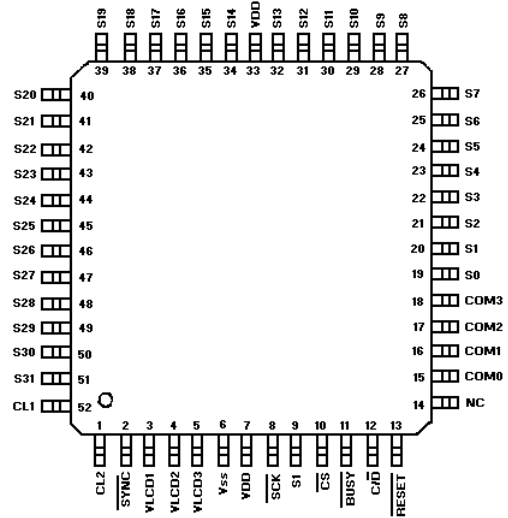 S19 S18 S17 S16 S15 S14 VDD S13 S12 S11 S10 S9 S8
39 38 37 36 35 34 33 32 31 30 29 28 27
S20 40 26 S7
S21 41 25 S6
S22 42 24 S5
S23 43 23 S4
S24 44 22 S3
S25 45 21 S2
S26 46 20 S1
S27 47 19 S0
S28 48 18 COM3
S29 49 17 COM2
S30 50 16 COM1
S31 51 15 COM0
CL1 52 14 NC
1 2 3 4 5 6 7 8 9 10 11 12 13
CL2 SYNC VLCD1 VLCD2 VLCD3 Vss VDD SCK SI CS BUSY C/D RESET